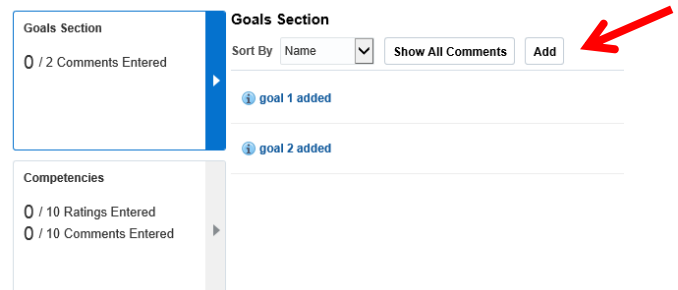 Goals Section
0 / 2 Comments Entered
Competencies
0 / 10 Ratings Entered
0 / 10 Comments Entered
Goals Section
Sort By Name Show All Comments Add
goal 1 added
goal 2 added